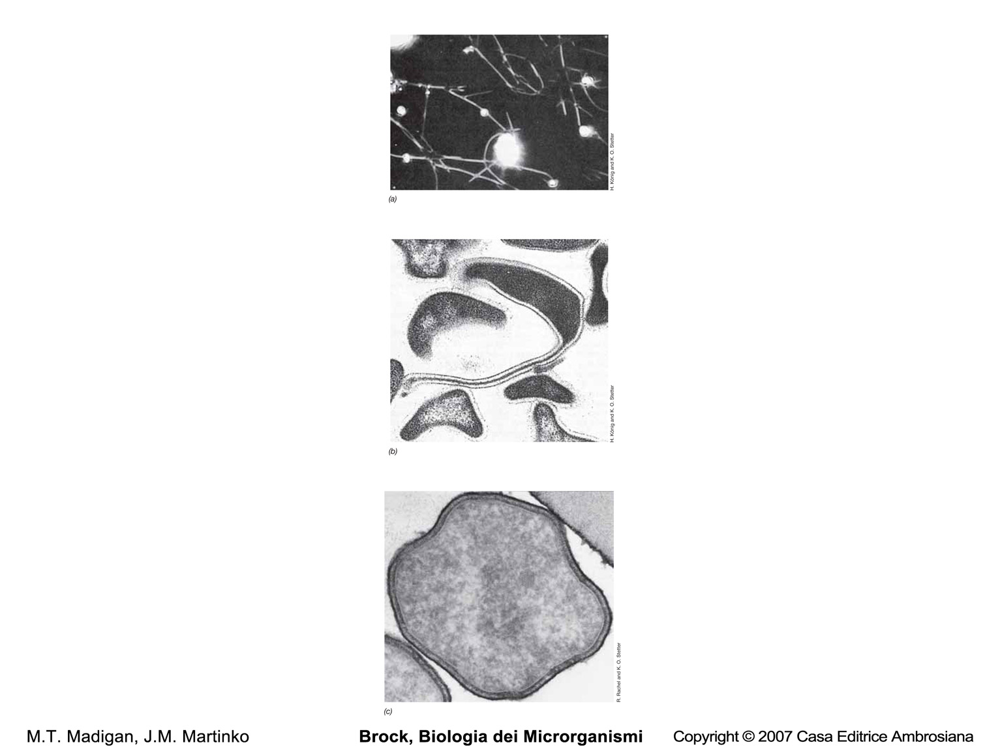 H. König and K. O. Stetter
(a)
H. König and K. O. Stetter
(b)
R. Rachel and K. O. Stetter
(c)
M.T. Madigan, J.M. Martinko
Brock, Biologia dei Microrganismi
Copyright © 2007 Casa Editrice Ambrosiana